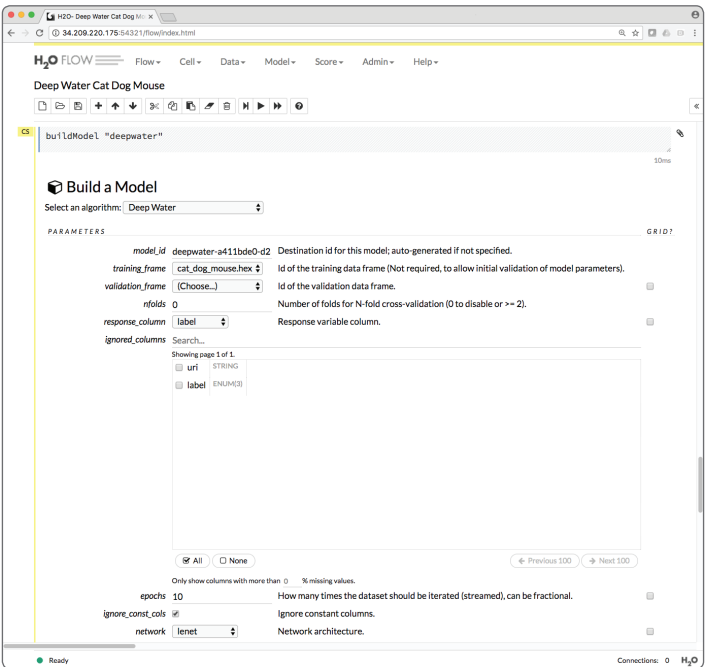 H2O- Deep Water Cat Dog Mo
34.209.220.175:54321/flow/index.html
H2O FLOW Flow Cell Data Model Score Admin Help
Deep Water Cat Dog Mouse
CS
buildModel "deepwater"
10ms
Build a Model
Select an algorithm: Deep Water
PARAMETERS GRID?
model_id deepwater-a411bde0-d2 Destination id for this model; auto-generated if not specified.
training_frame cat_dog_mouse.hex Id of the training data frame (Not required, to allow initial validation of model parameters).
validation_frame (Choose...) Id of the validation data frame.
nfolds 0 Number of folds for N-fold cross-validation (0 to disable or >= 2).
response_column label Response variable column.
ignored_columns Search...
Showing page 1 of 1.
uri STRING
label ENUM(3)
All None Previous 100 Next 100
Only show columns with more than 0 % missing values.
epochs 10 How many times the dataset should be iterated (streamed), can be fractional.
ignore_const_cols Ignore constant columns.
network lenet Network architecture.
Ready Connections: 0 H2O